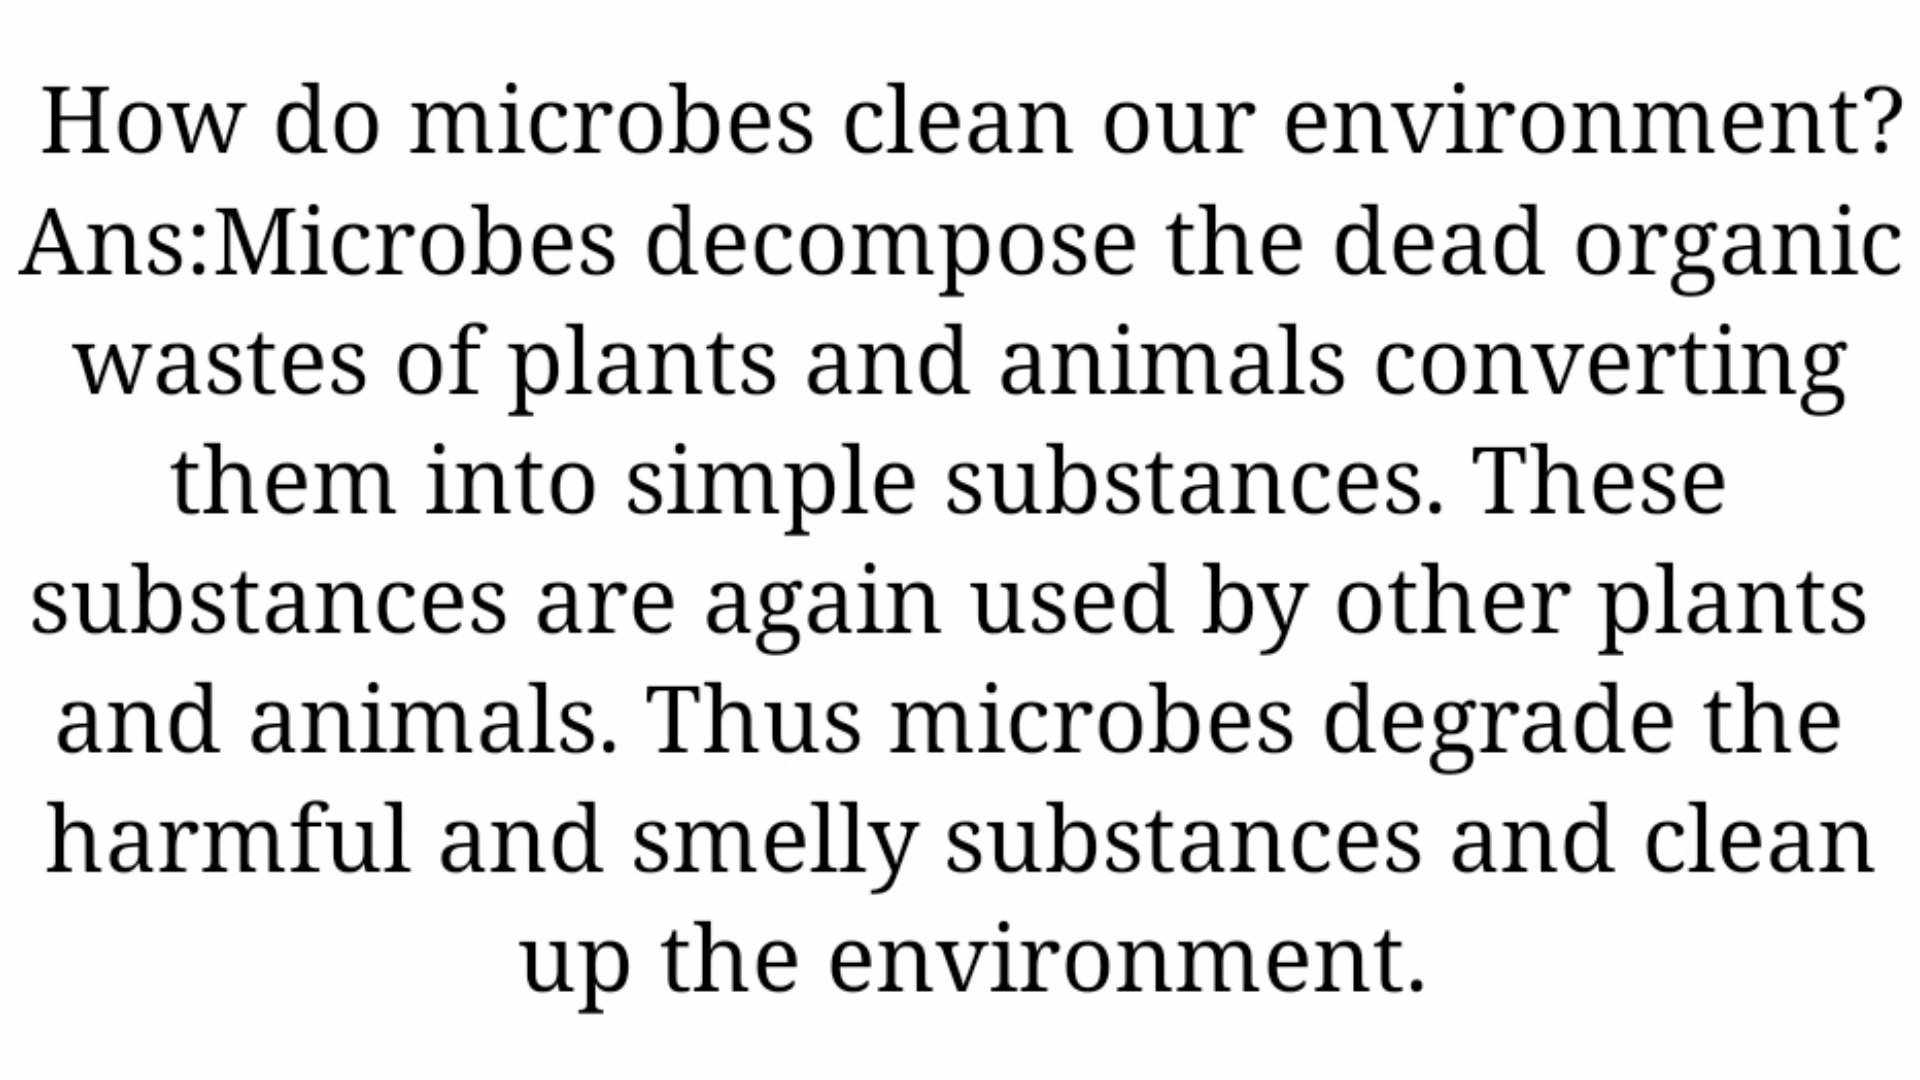 How do microbes clean our environment?
Ans:Microbes decompose the dead organic
wastes of plants and animals converting
them into simple substances. These
substances are again used by other plants
and animals. Thus microbes degrade the
harmful and smelly substances and clean
up the environment.